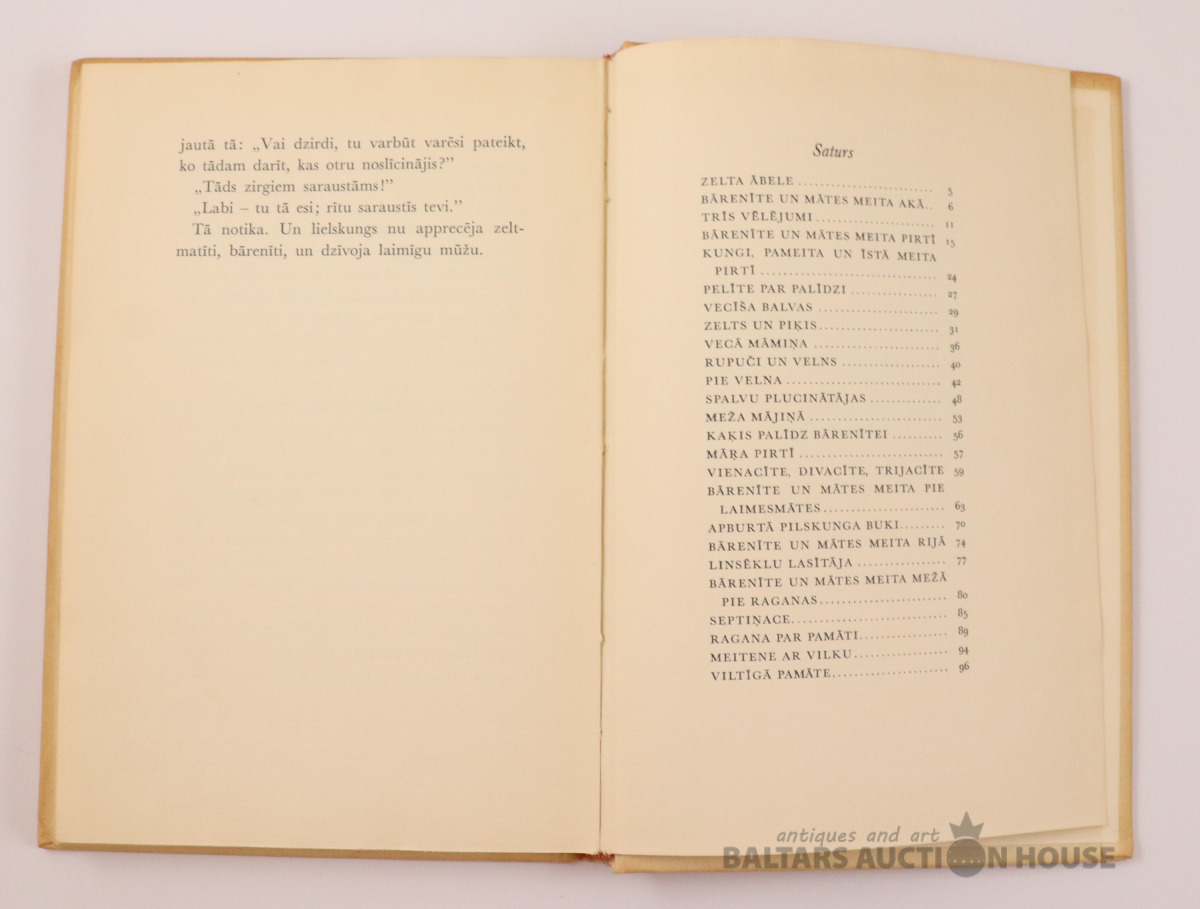 jautā tā: „Vai dzirdi, tu varbūt varēsi pateikt,
ko tādam darīt, kas otru noslīcinājis?”
„Tāds zirgiem saraustāms!”
„Labi – tu tā esi; rītu saraustīs tevi.”
Tā notika. Un lielskungs nu apprecēja zelt-
matīti, bārenīti, un dzīvoja laimīgu mūžu.
Saturs
ZELTA ĀBELE ........................ 5
BĀRENĪTE UN MĀTES MEITA AKĀ.. 6
TRĪS VĒLĒJUMI ..................... 11
BĀRENĪTE UN MĀTES MEITA PIRTĪ 15
KUNGI, PAMEITA UN ĪSTĀ MEITA
PIRTĪ ............................... 24
PELĪTE PAR PALĪDZI ............... 27
VECĪŠA BALVAS ..................... 29
ZELTS UN PIĶIS..................... 31
VECĀ MĀMIŅA ...................... 36
RUPUČI UN VELNS ................. 40
PIE VELNA ........................... 42
SPALVU PLUCINĀTĀJAS ............ 48
MEŽA MĀJIŅĀ ....................... 53
KAĶIS PALĪDZ BĀRENĪTEI ......... 56
MĀŖA PIRTĪ ......................... 57
VIENACĪTE, DIVACĪTE, TRIJACĪTE 59
BĀRENĪTE UN MĀTES MEITA PIE
LAIMESMĀTES ..................... 63
APBURTĀ PILSKUNGA BUKI........ 70
BĀRENĪTE UN MĀTES MEITA RIJĀ 74
LINSĒKLU LASĪTĀJA ............... 77
BĀRENĪTE UN MĀTES MEITA MEŽĀ
PIE RAGANAS...................... 80
SEPTIŅACE........................... 85
RAGANA PAR PAMĀTI............... 89
MEITENE AR VILKU................ 94
VILTĪGĀ PAMĀTE.................... 96
antiques and art
BALTARS AUCTION HOUSE